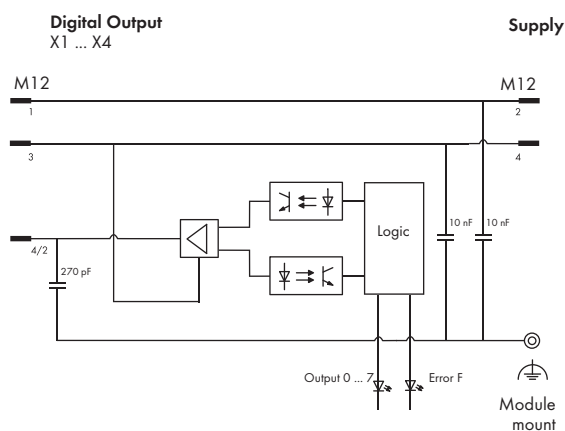 Digital Output
X1 ... X4
Supply
M12
M12
1
2
3
4
10 nF
10 nF
Logic
4/2
270 pF
Output 0 ... 7
Error F
Module
mount